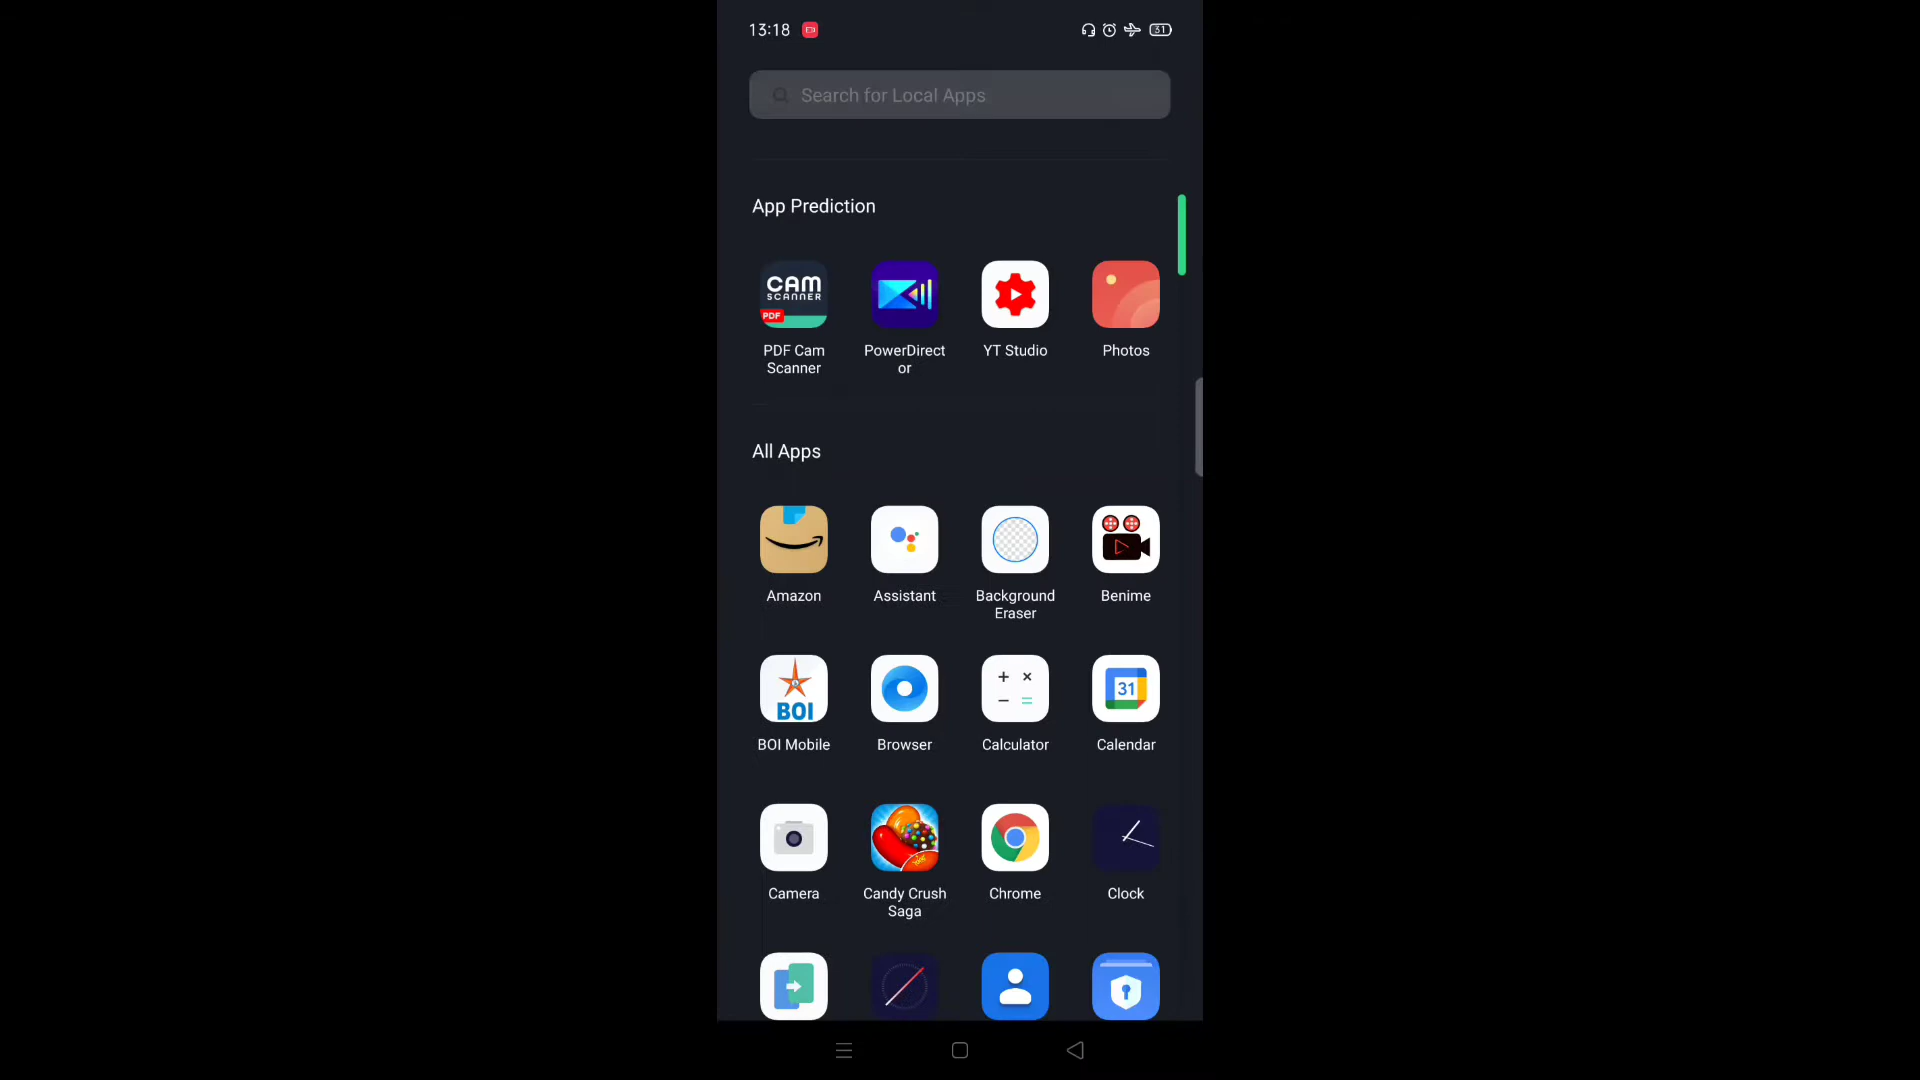 13:18
31
Search for Local Apps
App Prediction
CAM
SCANNER
PDF
PDF Cam
Scanner
PowerDirect
or
YT Studio
Photos
All Apps
Amazon
Assistant
Background
Eraser
Benime
BOI
31
BOI Mobile
Browser
Calculator
Calendar
Camera
Candy Crush
Saga
Chrome
Clock